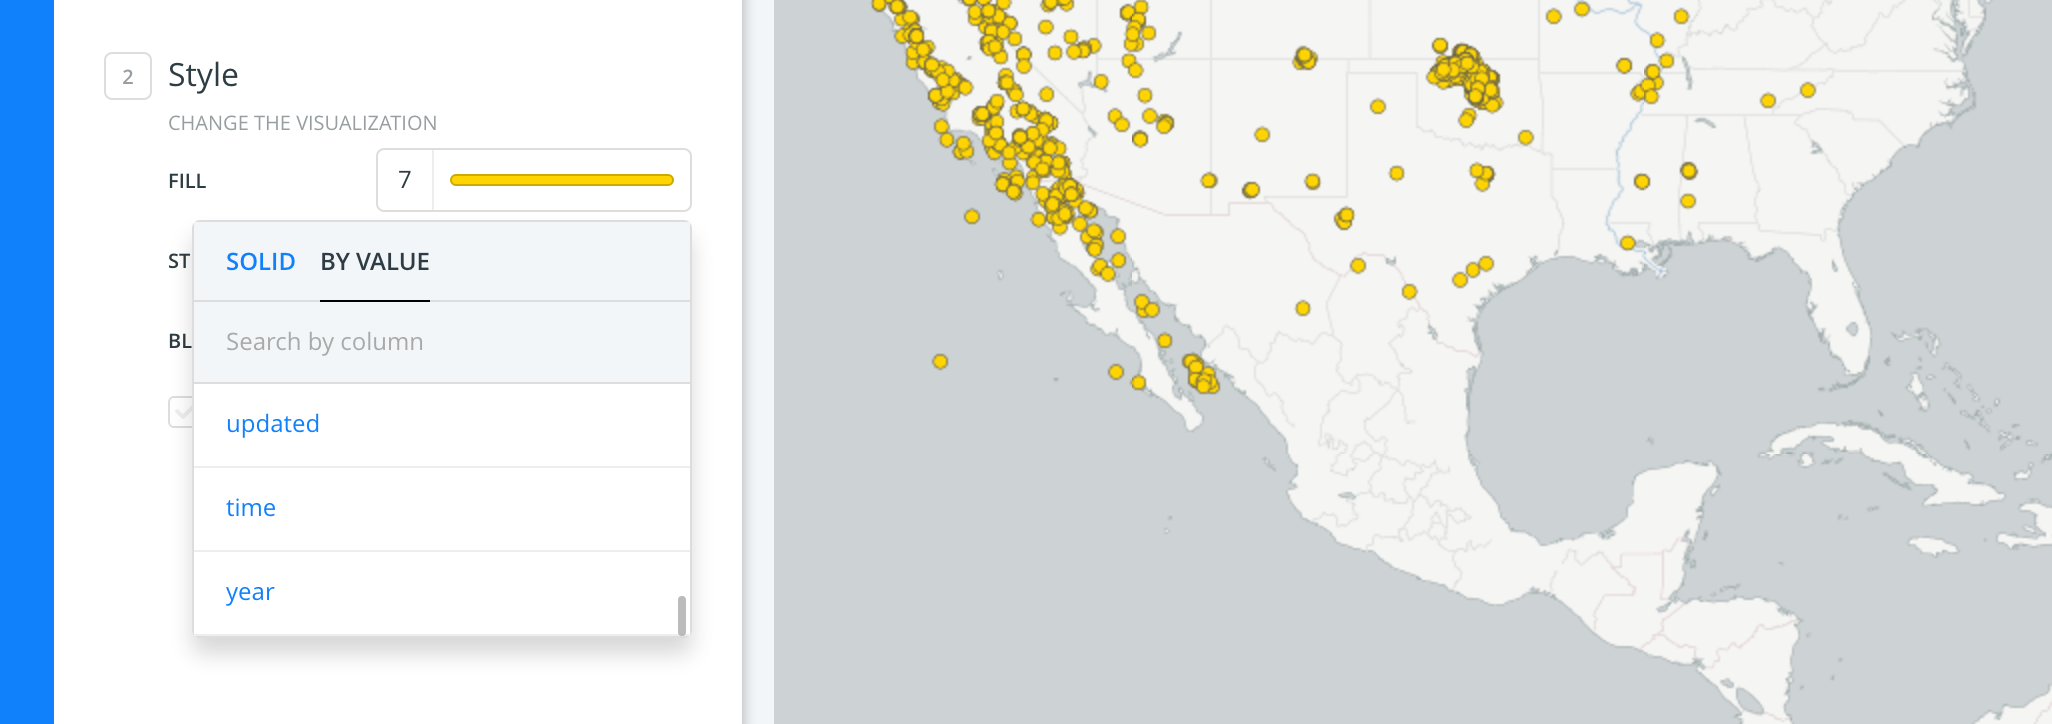 2 Style
CHANGE THE VISUALIZATION
FILL 7
SOLID BY VALUE
ST
Search by column
BL
updated
time
year